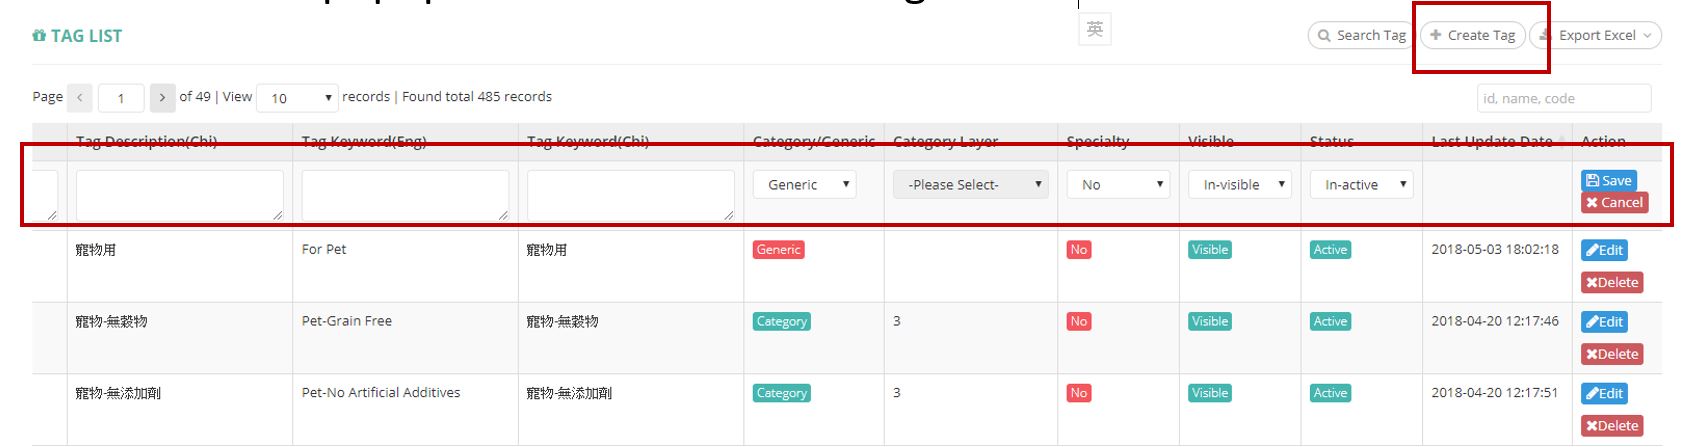 英
TAG LIST
Search Tag
Create Tag
Export Excel
Page 1 of 49 | View 10 records | Found total 485 records
id, name, code
Tag Description(Chi) Tag Keyword(Eng) Tag Keyword(Chi) Category/Generic Category Layer Specialty Visible Status Last Update Date Action
Generic -Please Select- No In-visible In-active Save
Cancel
寵物用 For Pet 寵物用 Generic No Visible Active 2018-05-03 18:02:18 Edit
Delete
寵物-無穀物 Pet-Grain Free 寵物-無穀物 Category 3 No Visible Active 2018-04-20 12:17:46 Edit
Delete
寵物-無添加劑 Pet-No Artificial Additives 寵物-無添加劑 Category 3 No Visible Active 2018-04-20 12:17:51 Edit
Delete